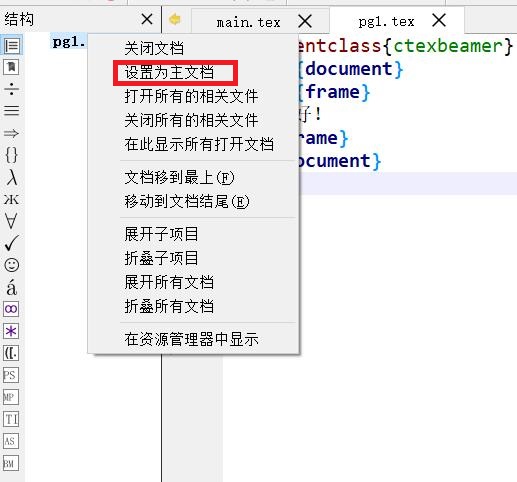 结构
main.tex
pg1.tex
pg1.
关闭文档
设置为主文档
打开所有的相关文件
关闭所有的相关文件
在此显示所有打开文档
文档移到最上(F)
移动到文档结尾(E)
展开子项目
折叠子项目
展开所有文档
折叠所有文档
在资源管理器中显示
entclass{ctexbeamer}
{document}
{frame}
好!
rame}
ocument}
÷
{}
λ
Ж
∀
á
∞
*
([.
PS
MP
TI
AS
BM